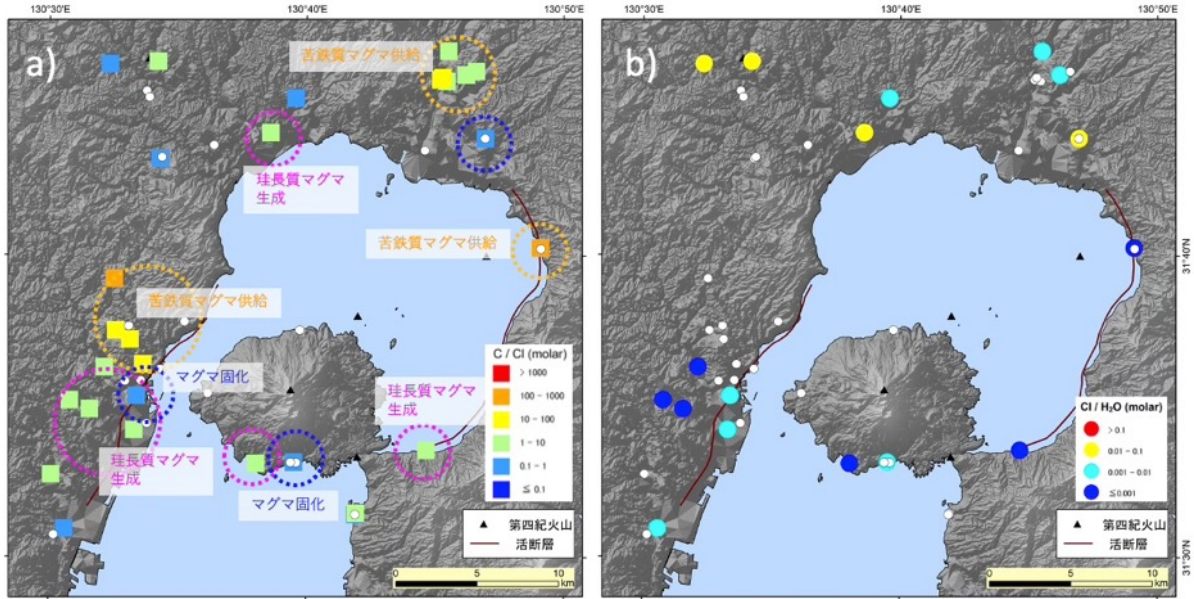 130°30'E
130°40'E
130°50'E
a)
苦鉄質マグマ供給
珪長質マグマ
生成
苦鉄質マグマ供給
苦鉄質マグマ供給
マグマ固化
珪長質マグマ
生成
珪長質マグマ
生成
マグマ固化
C / Cl (molar)
> 1000
100 - 1000
10 - 100
1 - 10
0.1 - 1
≦ 0.1
第四紀火山
活断層
0
5
10
km
130°30'E
130°40'E
130°50'E
b)
31°40'N
31°30'N
Cl / H₂O (molar)
> 0.1
0.01 - 0.1
0.001 - 0.01
≦0.001
第四紀火山
活断層
0
5
10
km